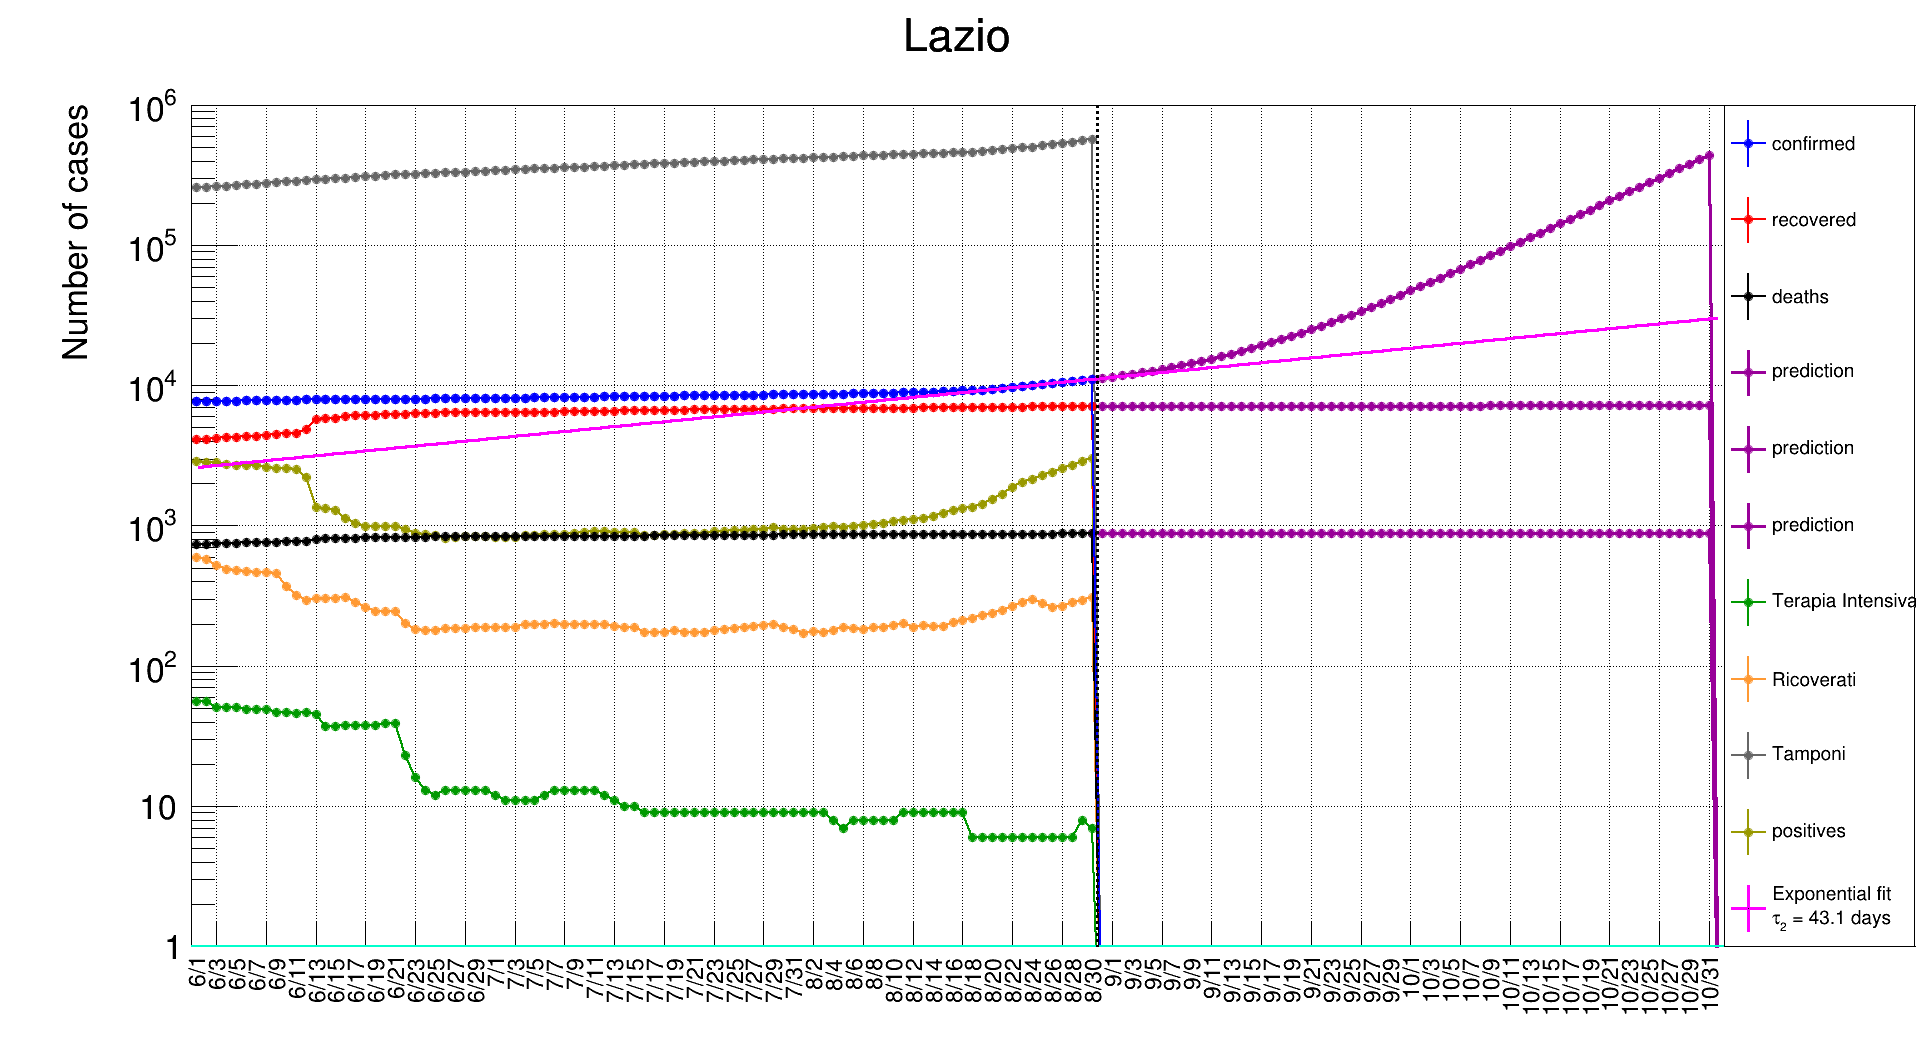 Lazio
Number of cases
10^6
10^5
10^4
10^3
10^2
10
1
6/1 6/3 6/5 6/7 6/9 6/11 6/13 6/15 6/17 6/19 6/21 6/23 6/25 6/27 6/29 7/1 7/3 7/5 7/7 7/9 7/11 7/13 7/15 7/17 7/19 7/21 7/23 7/25 7/27 7/29 7/31 8/2 8/4 8/6 8/8 8/10 8/12 8/14 8/16 8/18 8/20 8/22 8/24 8/26 8/28 8/30 9/1 9/3 9/5 9/7 9/9 9/11 9/13 9/15 9/17 9/19 9/21 9/23 9/25 9/27 9/29 10/1 10/3 10/5 10/7 10/9 10/11 10/13 10/15 10/17 10/19 10/21 10/23 10/25 10/27 10/29 10/31
confirmed
recovered
deaths
prediction
prediction
prediction
Terapia Intensiva
Ricoverati
Tamponi
positives
Exponential fit
τ₂ = 43.1 days